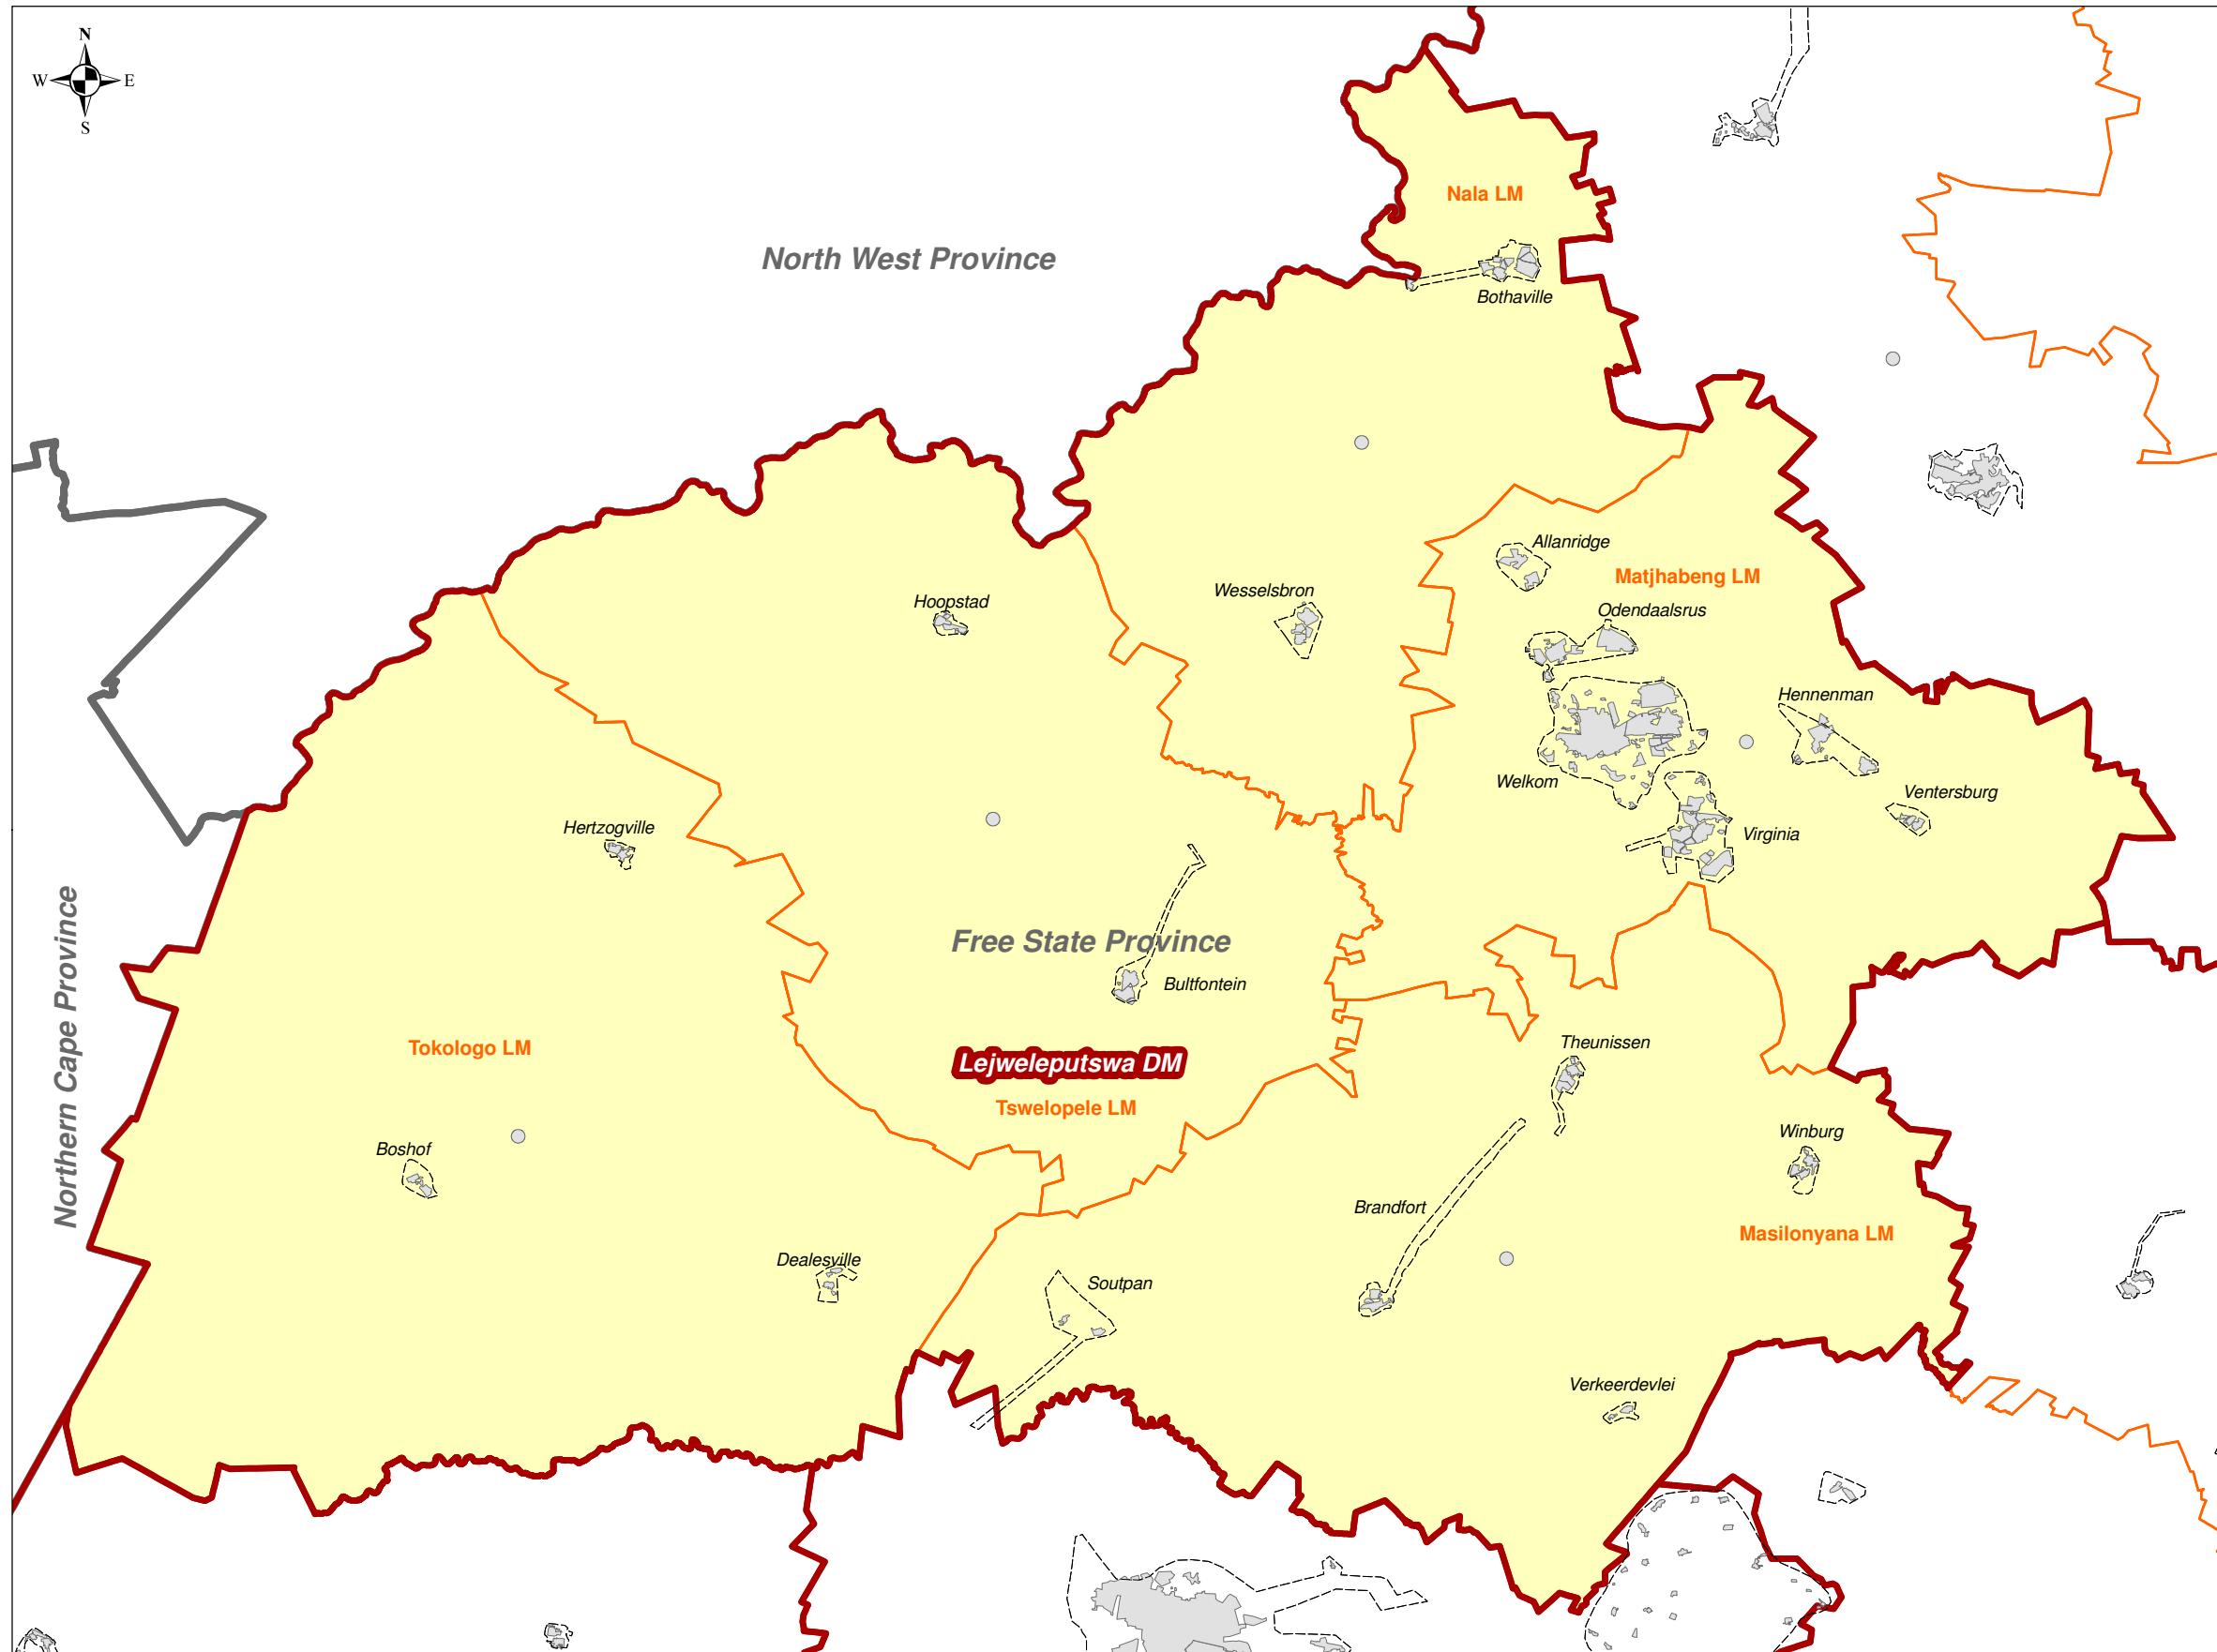 N
W E
S
Nala LM
North West Province
Bothaville
Allanridge
Matjhabeng LM
Wesselsbron
Hoopstad
Odendaalsrus
Hennenman
Welkom
Ventersburg
Hertzogville
Virginia
Free State Province
Bultfontein
Northern Cape Province
Tokologo LM
Theunissen
Lejweleputswa DM
Tswelopele LM
Boshof
Winburg
Brandfort
Masilonyana LM
Dealesville
Soutpan
Verkeerdevlei